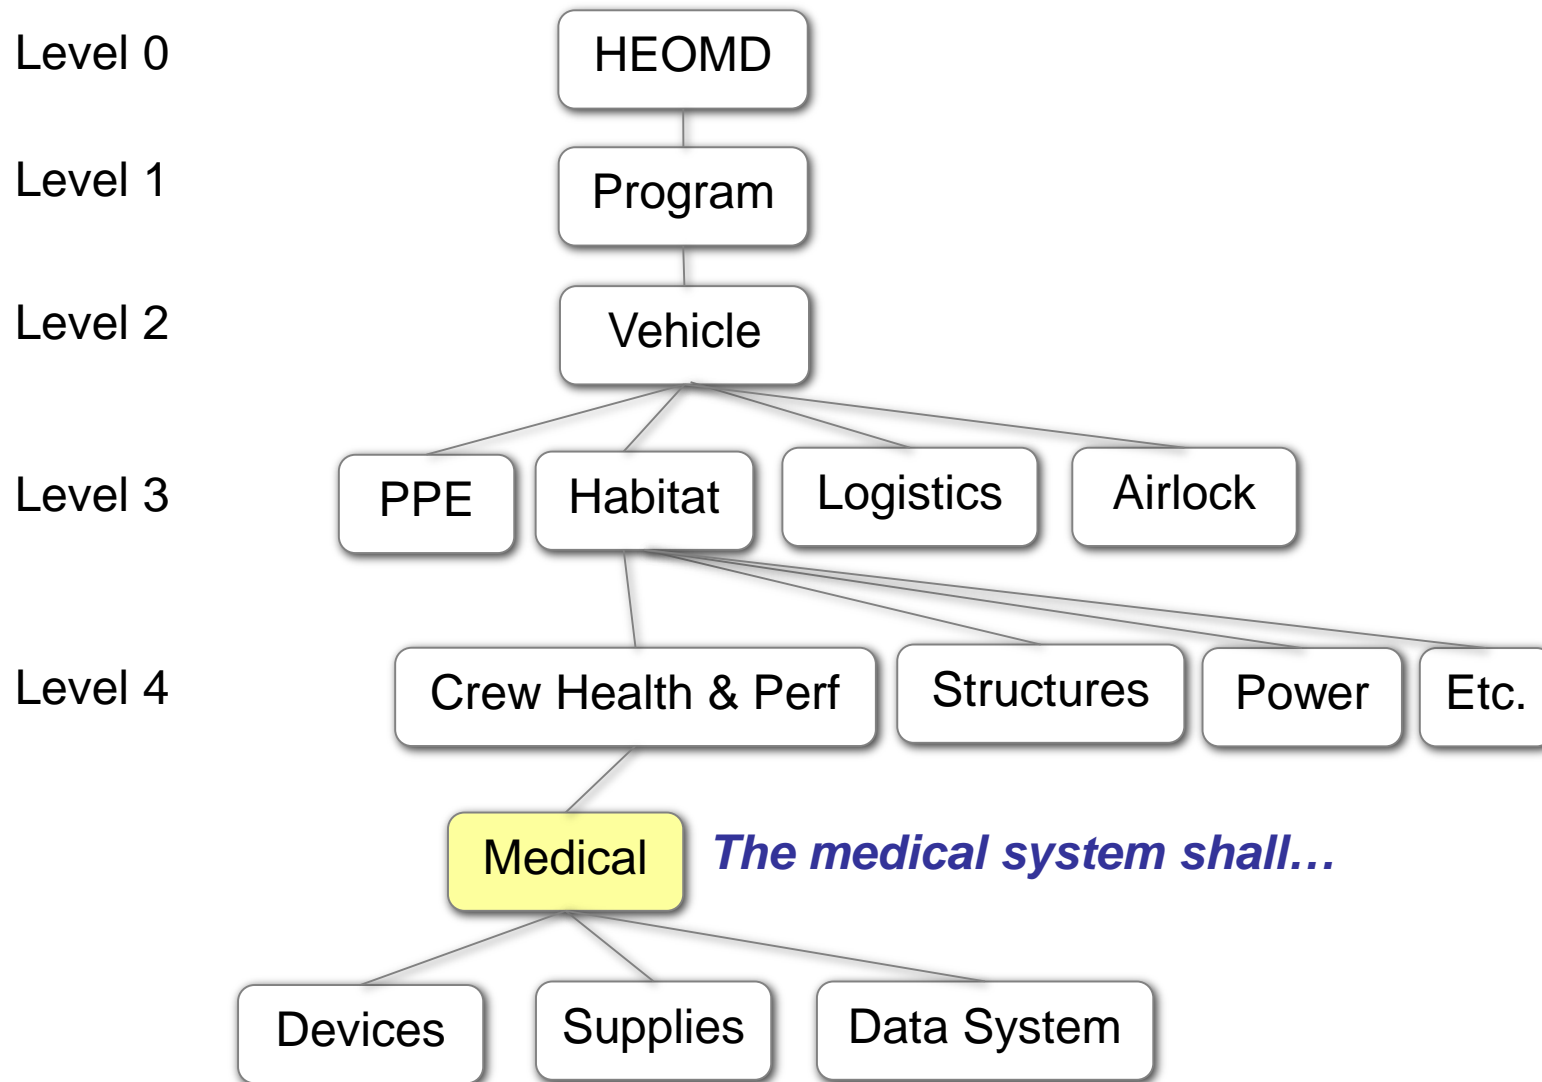 Level 0
HEOMD
Level 1
Program
Level 2
Vehicle
Level 3
PPE
Habitat
Logistics
Airlock
Level 4
Crew Health & Perf
Structures
Power
Etc.
Medical
The medical system shall…
Devices
Supplies
Data System